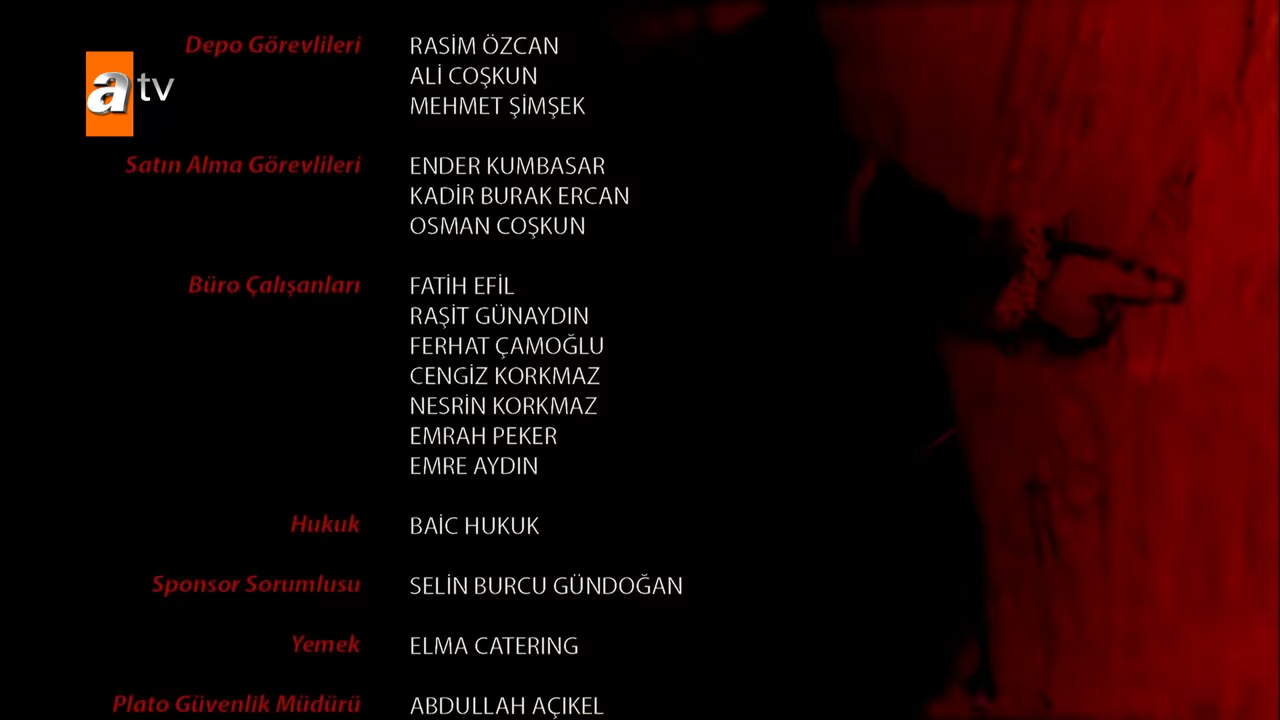 Depo Görevlileri RASİM ÖZCAN
ALİ COŞKUN
atv
MEHMET ŞİMŞEK
Satın Alma Görevlileri ENDER KUMBASAR
KADİR BURAK ERCAN
OSMAN COŞKUN
Büro Çalışanları FATİH EFİL
RAŞİT GÜNAYDIN
FERHAT ÇAMOĞLU
CENGİZ KORKMAZ
NESRİN KORKMAZ
EMRAH PEKER
EMRE AYDIN
Hukuk BAİC HUKUK
Sponsor Sorumlusu SELİN BURCU GÜNDOĞAN
Yemek ELMA CATERING
Plato Güvenlik Müdürü ABDULLAH AÇIKEL